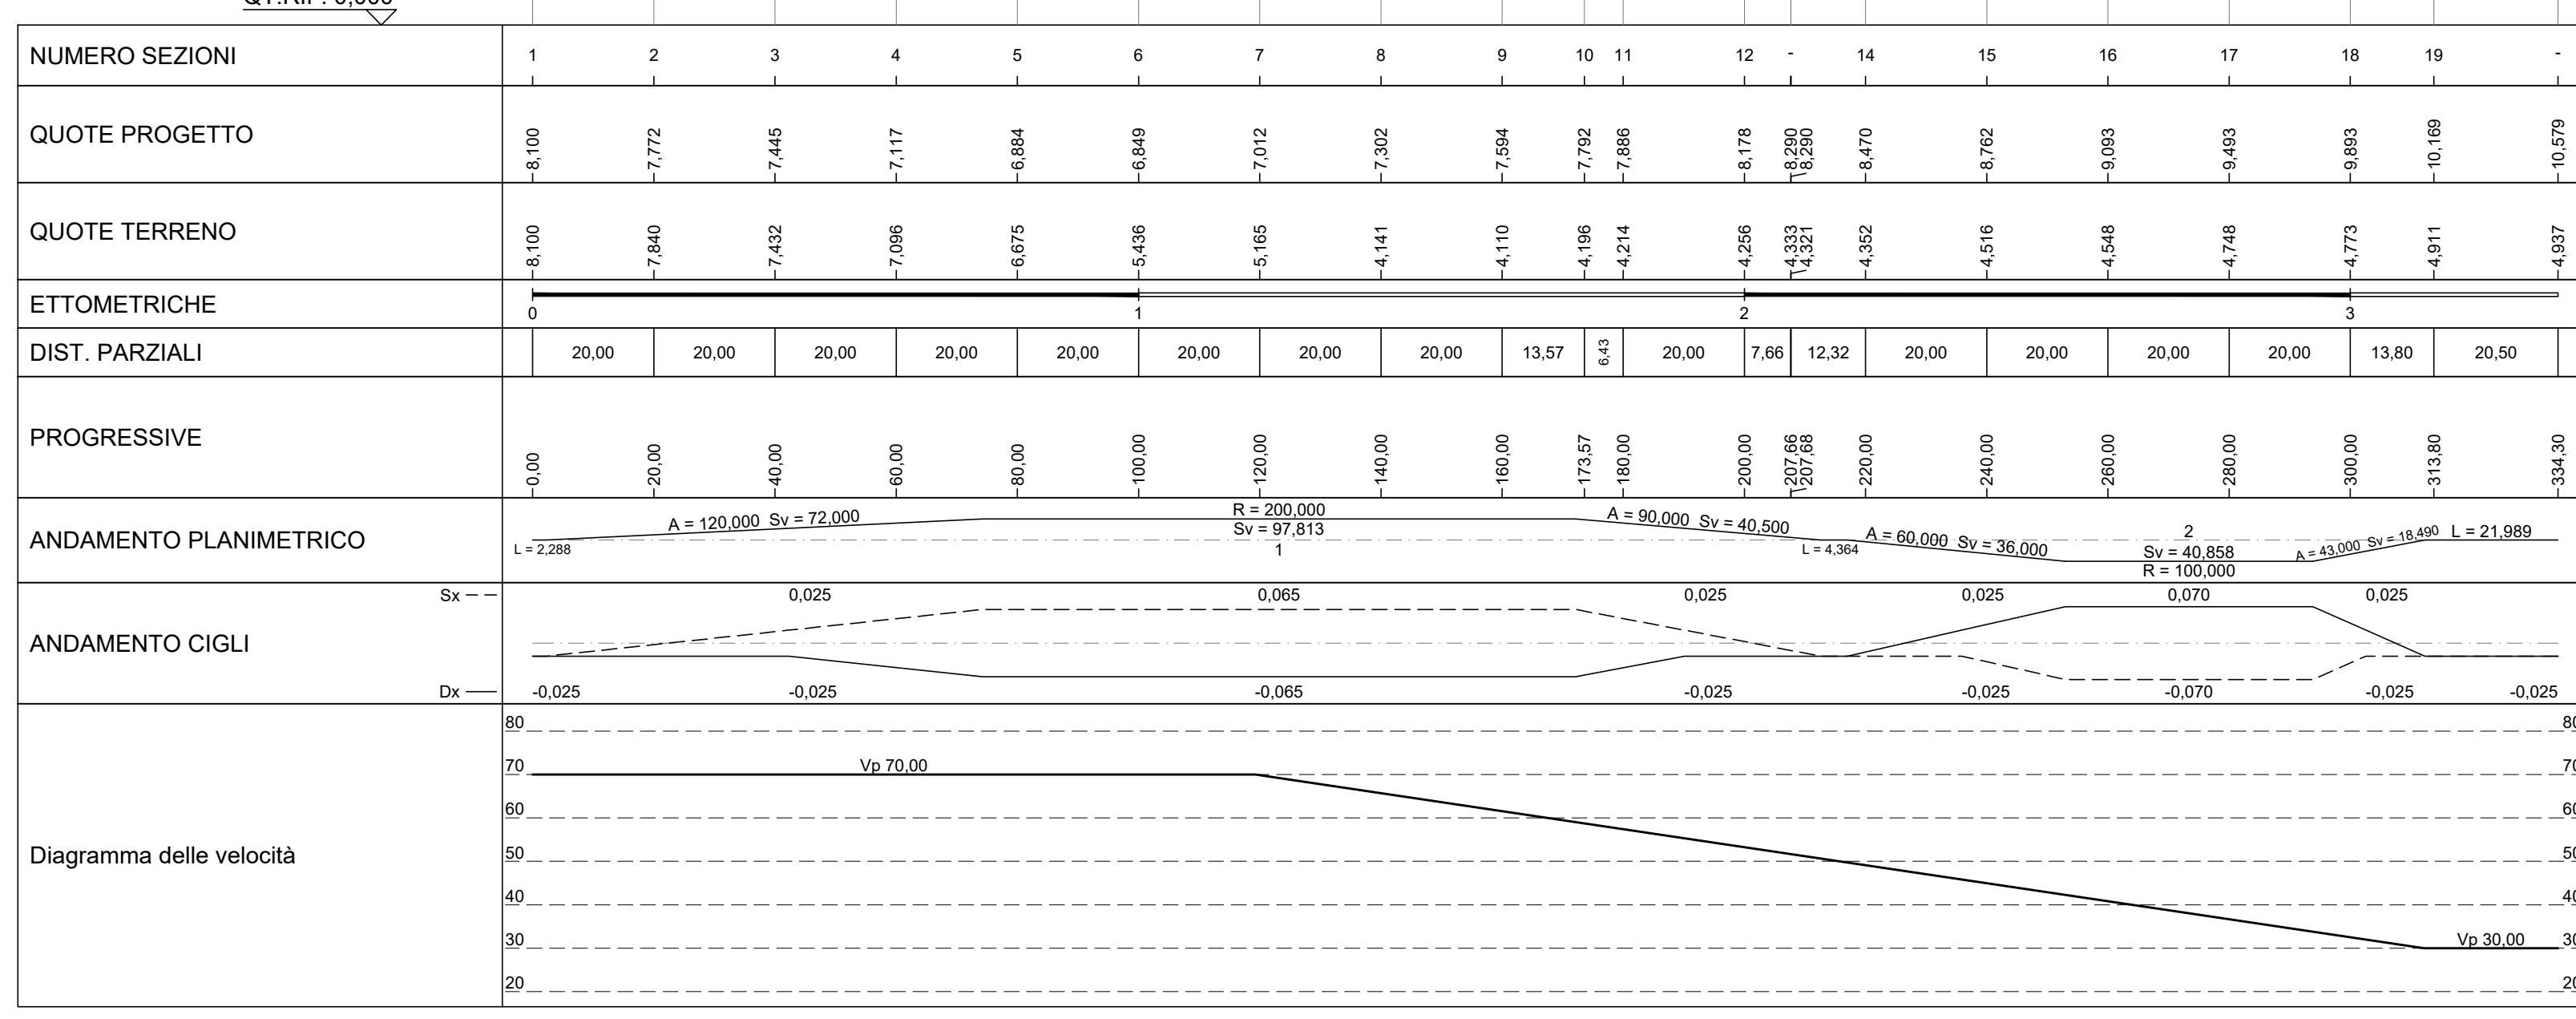 NUMERO SEZIONI 1 2 3 4 5 6 7 8 9 10 11 12 - 14 15 16 17 18 19 -
QUOTE PROGETTO 8,100 7,772 7,445 7,117 6,884 6,849 7,012 7,302 7,594 7,792 7,886 8,178 8,290 8,290 8,470 8,762 9,093 9,493 9,893 10,169 10,579
QUOTE TERRENO 8,100 7,840 7,432 7,096 6,675 5,436 5,165 4,141 4,110 4,196 4,214 4,256 4,333 4,321 4,352 4,516 4,548 4,748 4,773 4,911 4,937
ETTOMETRICHE 0 1 2 3
DIST. PARZIALI 20,00 20,00 20,00 20,00 20,00 20,00 20,00 20,00 13,57 6,43 20,00 7,66 12,32 20,00 20,00 20,00 20,00 13,80 20,50
PROGRESSIVE 0,00 20,00 40,00 60,00 80,00 100,00 120,00 140,00 160,00 173,57 180,00 200,00 207,66 207,68 220,00 240,00 260,00 280,00 300,00 313,80 334,30
ANDAMENTO PLANIMETRICO
L = 2,288
A = 120,000 Sv = 72,000
R = 200,000
Sv = 97,813
1
A = 90,000 Sv = 40,500
L = 4,364
A = 60,000 Sv = 36,000
2
Sv = 40,858
R = 100,000
A = 43,000 Sv = 18,490
L = 21,989
Sx 0,025 0,065 0,025 0,025 0,070 0,025
ANDAMENTO CIGLI
Dx -0,025 -0,025 -0,065 -0,025 -0,025 -0,070 -0,025 -0,025
Diagramma delle velocità
80
70 Vp 70,00
60
50
40
30 Vp 30,00
20